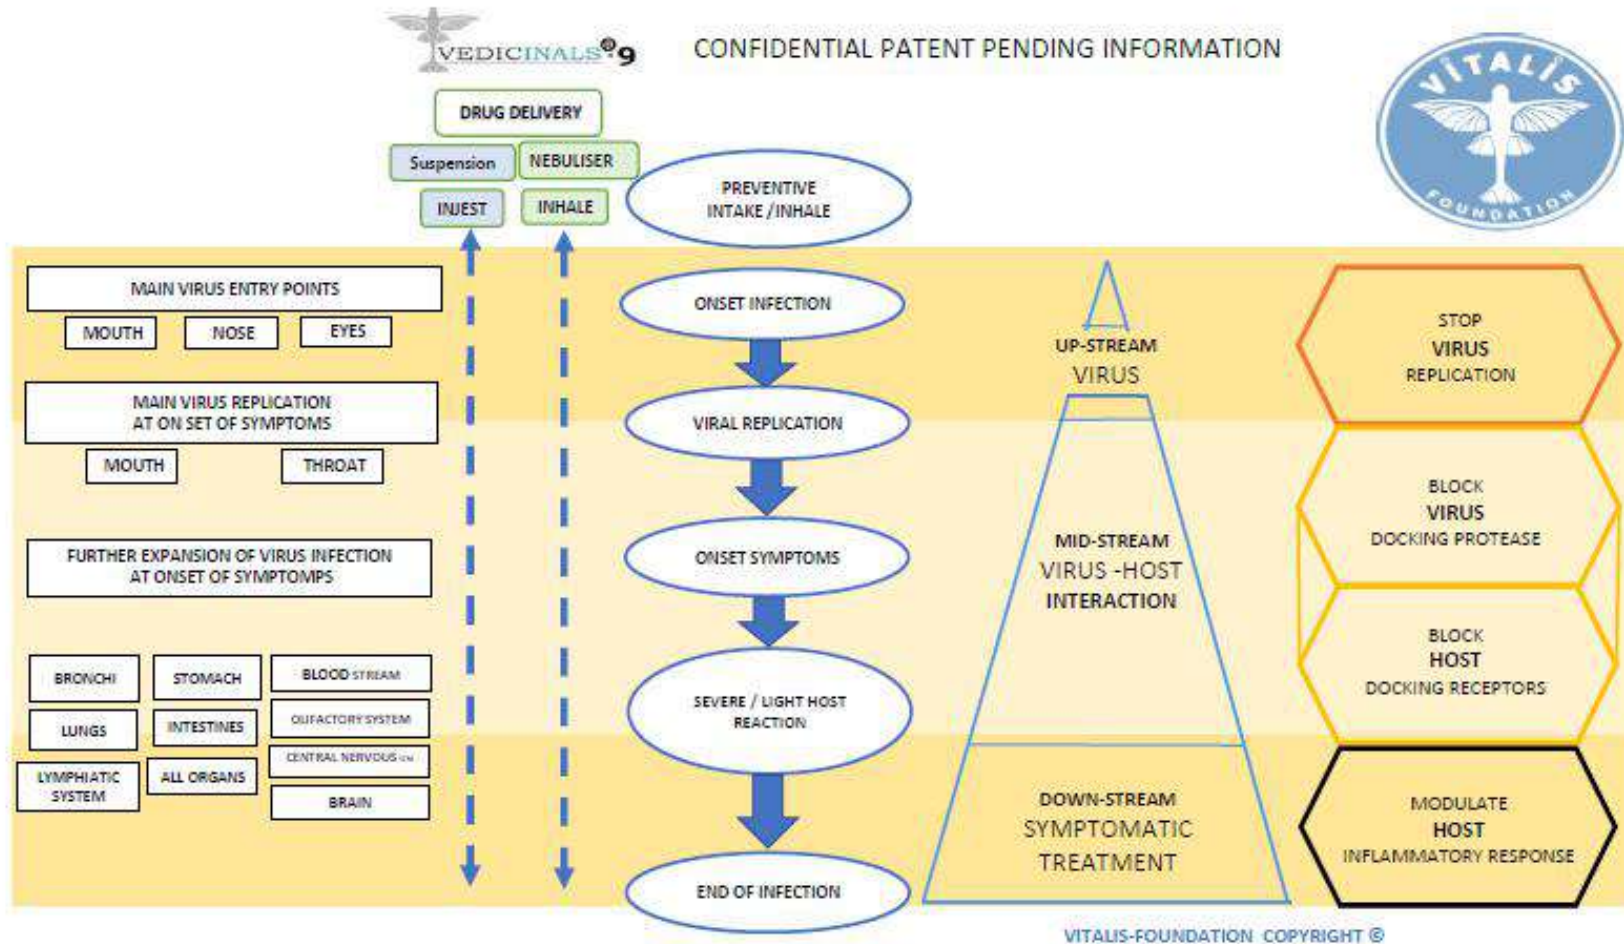 VEDICINALS®-9
CONFIDENTIAL PATENT PENDING INFORMATION
VITALIS
FOUNDATION
DRUG DELIVERY
Suspension
NEBULISER
INJEST
INHALE
PREVENTIVE
INTAKE / INHALE
MAIN VIRUS ENTRY POINTS
MOUTH
NOSE
EYES
MAIN VIRUS REPLICATION
AT ON SET OF SYMPTOMS
MOUTH
THROAT
FURTHER EXPANSION OF VIRUS INFECTION
AT ONSET OF SYMPTOMPS
BRONCHI
STOMACH
BLOOD STREAM
LUNGS
INTESTINES
OLFACTORY SYSTEM
LYMPHIATIC
SYSTEM
ALL ORGANS
CENTRAL NERVOUS
BRAIN
ONSET INFECTION
VIRAL REPLICATION
ONSET SYMPTOMS
SEVERE / LIGHT HOST
REACTION
END OF INFECTION
UP-STREAM
VIRUS
MID-STREAM
VIRUS -HOST
INTERACTION
DOWN-STREAM
SYMPTOMATIC
TREATMENT
STOP
VIRUS
REPLICATION
BLOCK
VIRUS
DOCKING PROTEASE
BLOCK
HOST
DOCKING RECEPTORS
MODULATE
HOST
INFLAMMATORY RESPONSE
VITALIS-FOUNDATION COPYRIGHT ©